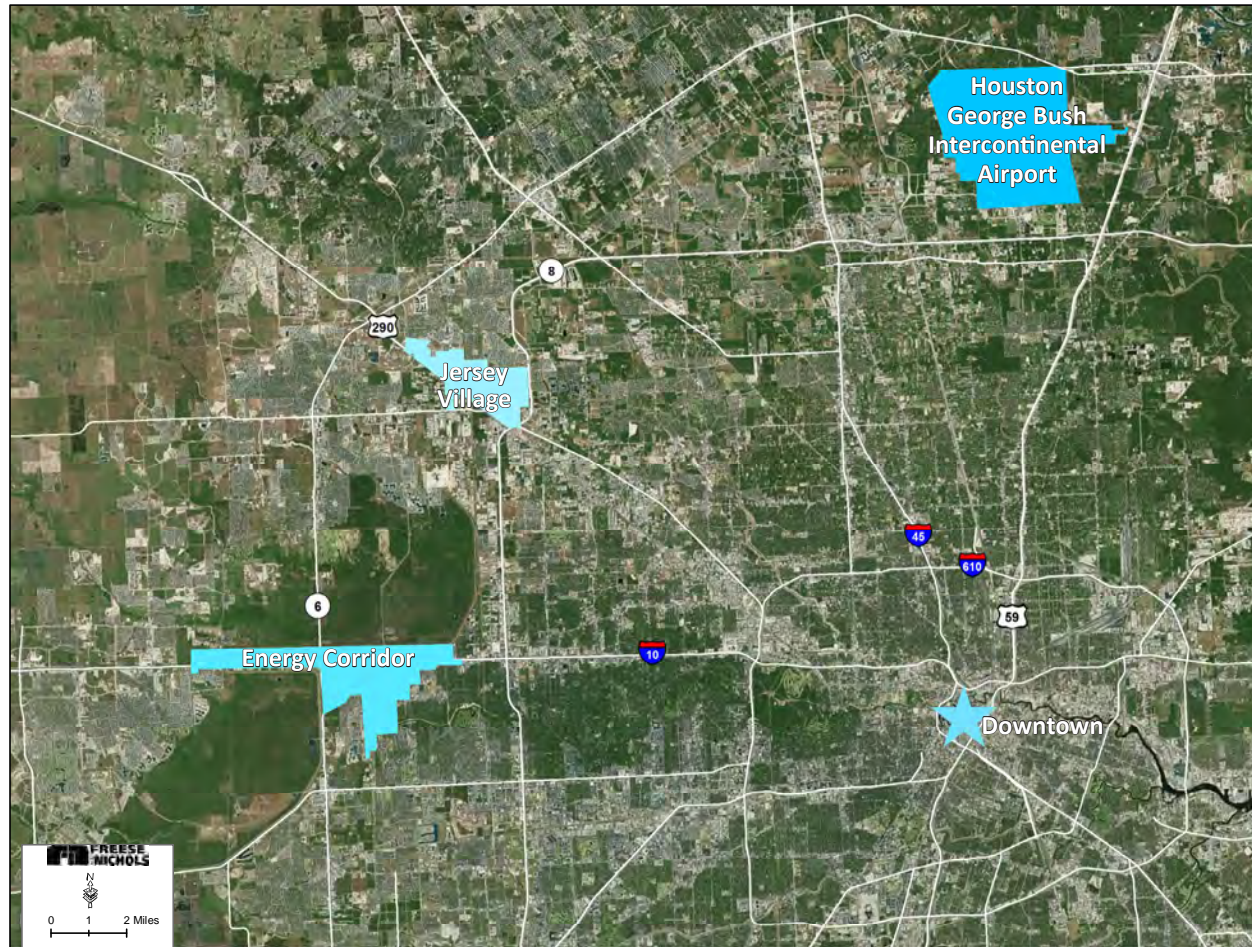 Houston
George Bush
Intercontinental
Airport
8
290
Jersey
Village
45
610
6
59
Energy Corridor
10
Downtown
FREESE
NICHOLS
N
0 1 2 Miles